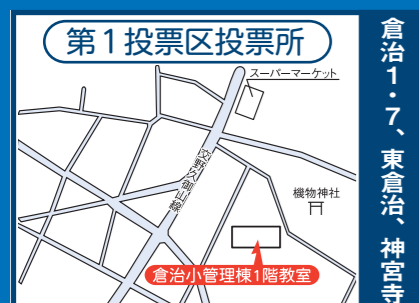 第1投票区投票所
倉治1・7、東倉治、神宮寺
スーパーマーケット
交野久御山線
機物神社
倉治小管理棟1階教室